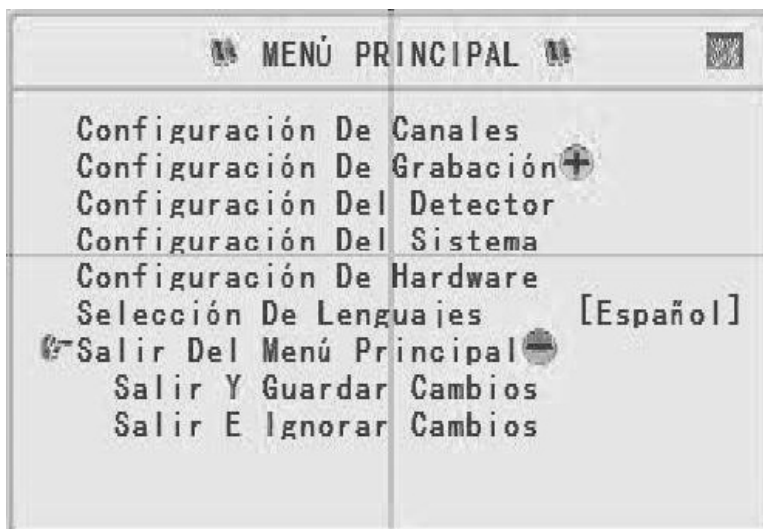 MENÚ PRINCIPAL
Configuración De Canales
Configuración De Grabación
Configuración Del Detector
Configuración Del Sistema
Configuración De Hardware
Selección De Lenguajes [Español]
Salir Del Menú Principal
Salir Y Guardar Cambios
Salir E Ignorar Cambios